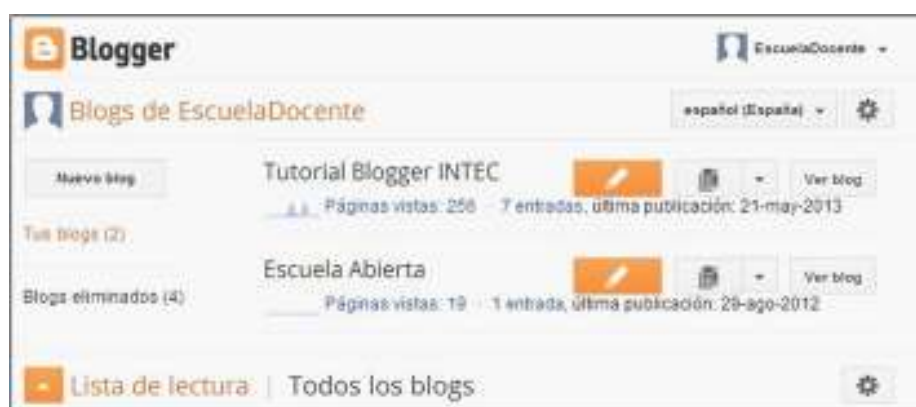 Blogger
EscuelaDocente
Blogs de EscuelaDocente
español (España)
Nuevo blog
Tutorial Blogger INTEC
Ver blog
Páginas vistas: 256 · 7 entradas, última publicación: 21-may-2013
Tus blogs (2)
Escuela Abierta
Ver blog
Blogs eliminados (4)
Páginas vistas: 19 · 1 entrada, última publicación: 29-ago-2012
Lista de lectura | Todos los blogs